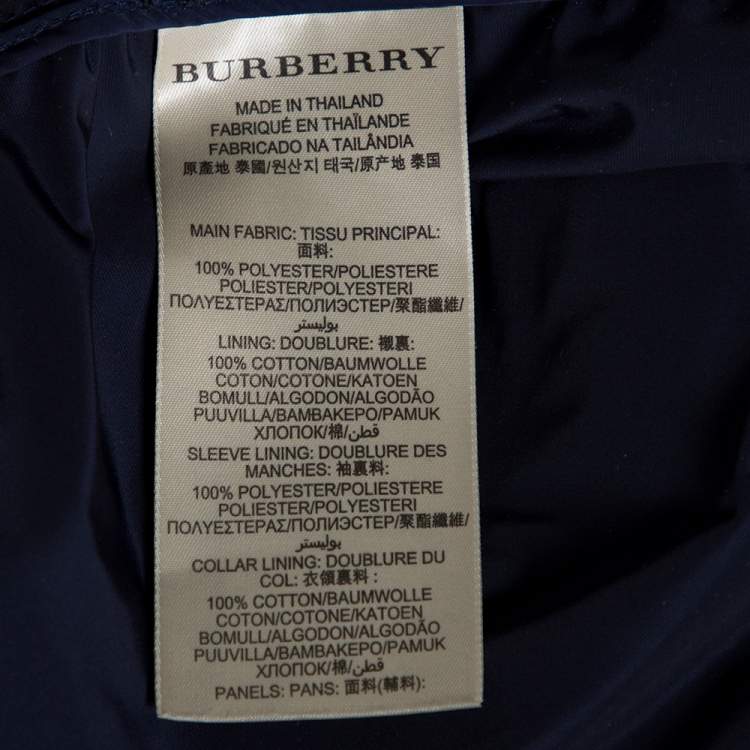 BURBERRY
MADE IN THAILAND
FABRIQUÉ EN THAÏLANDE
FABRICADO NA TAILÂNDIA
原產地 泰國/원산지 태국/原产地 泰国
MAIN FABRIC: TISSU PRINCIPAL:
面料:
100% POLYESTER/POLIESTERE
POLIESTER/POLYESTERI
ΠΟΛΥΕΣΤΕΡΑΣ/ПОЛИЭСТЕР/聚酯纖維/
بوليستر
LINING: DOUBLURE: 襯裏:
100% COTTON/BAUMWOLLE
COTON/COTONE/KATOEN
BOMULL/ALGODON/ALGODÃO
PUUVILLA/ΒΑΜΒΑΚΕΡΟ/PAMUK
ХЛОПОК/棉/قطن
SLEEVE LINING: DOUBLURE DES
MANCHES: 袖裏料:
100% POLYESTER/POLIESTERE
POLIESTER/POLYESTERI
ΠΟΛΥΕΣΤΕΡΑΣ/ПОЛИЭСТЕР/聚酯纖維/
بوليستر
COLLAR LINING: DOUBLURE DU
COL: 衣領裏料 :
100% COTTON/BAUMWOLLE
COTON/COTONE/KATOEN
BOMULL/ALGODON/ALGODÃO
PUUVILLA/ΒΑΜΒΑΚΕΡΟ/PAMUK
ХЛОПОК/棉/قطن
PANELS: PANS: 面料(輔料):